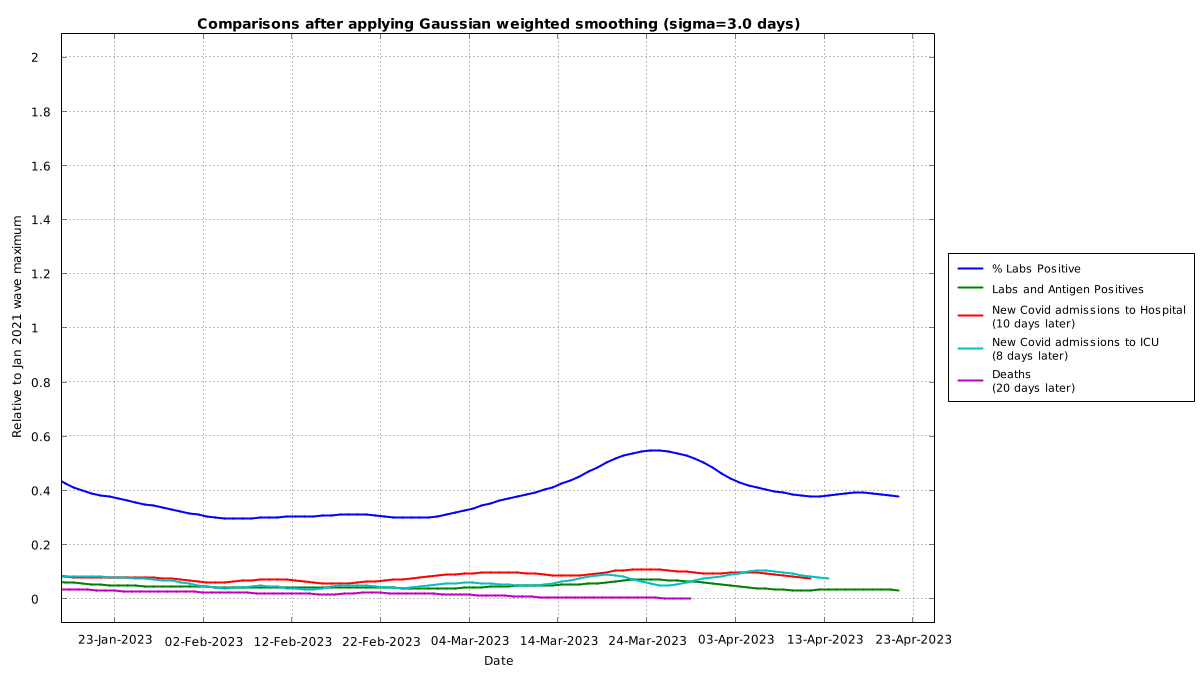 Comparisons after applying Gaussian weighted smoothing (sigma=3.0 days)
Relative to Jan 2021 wave maximum
2
1.8
1.6
1.4
1.2
1
0.8
0.6
0.4
0.2
0
23-Jan-2023 02-Feb-2023 12-Feb-2023 22-Feb-2023 04-Mar-2023 14-Mar-2023 24-Mar-2023 03-Apr-2023 13-Apr-2023 23-Apr-2023
Date
% Labs Positive
Labs and Antigen Positives
New Covid admissions to Hospital
(10 days later)
New Covid admissions to ICU
(8 days later)
Deaths
(20 days later)